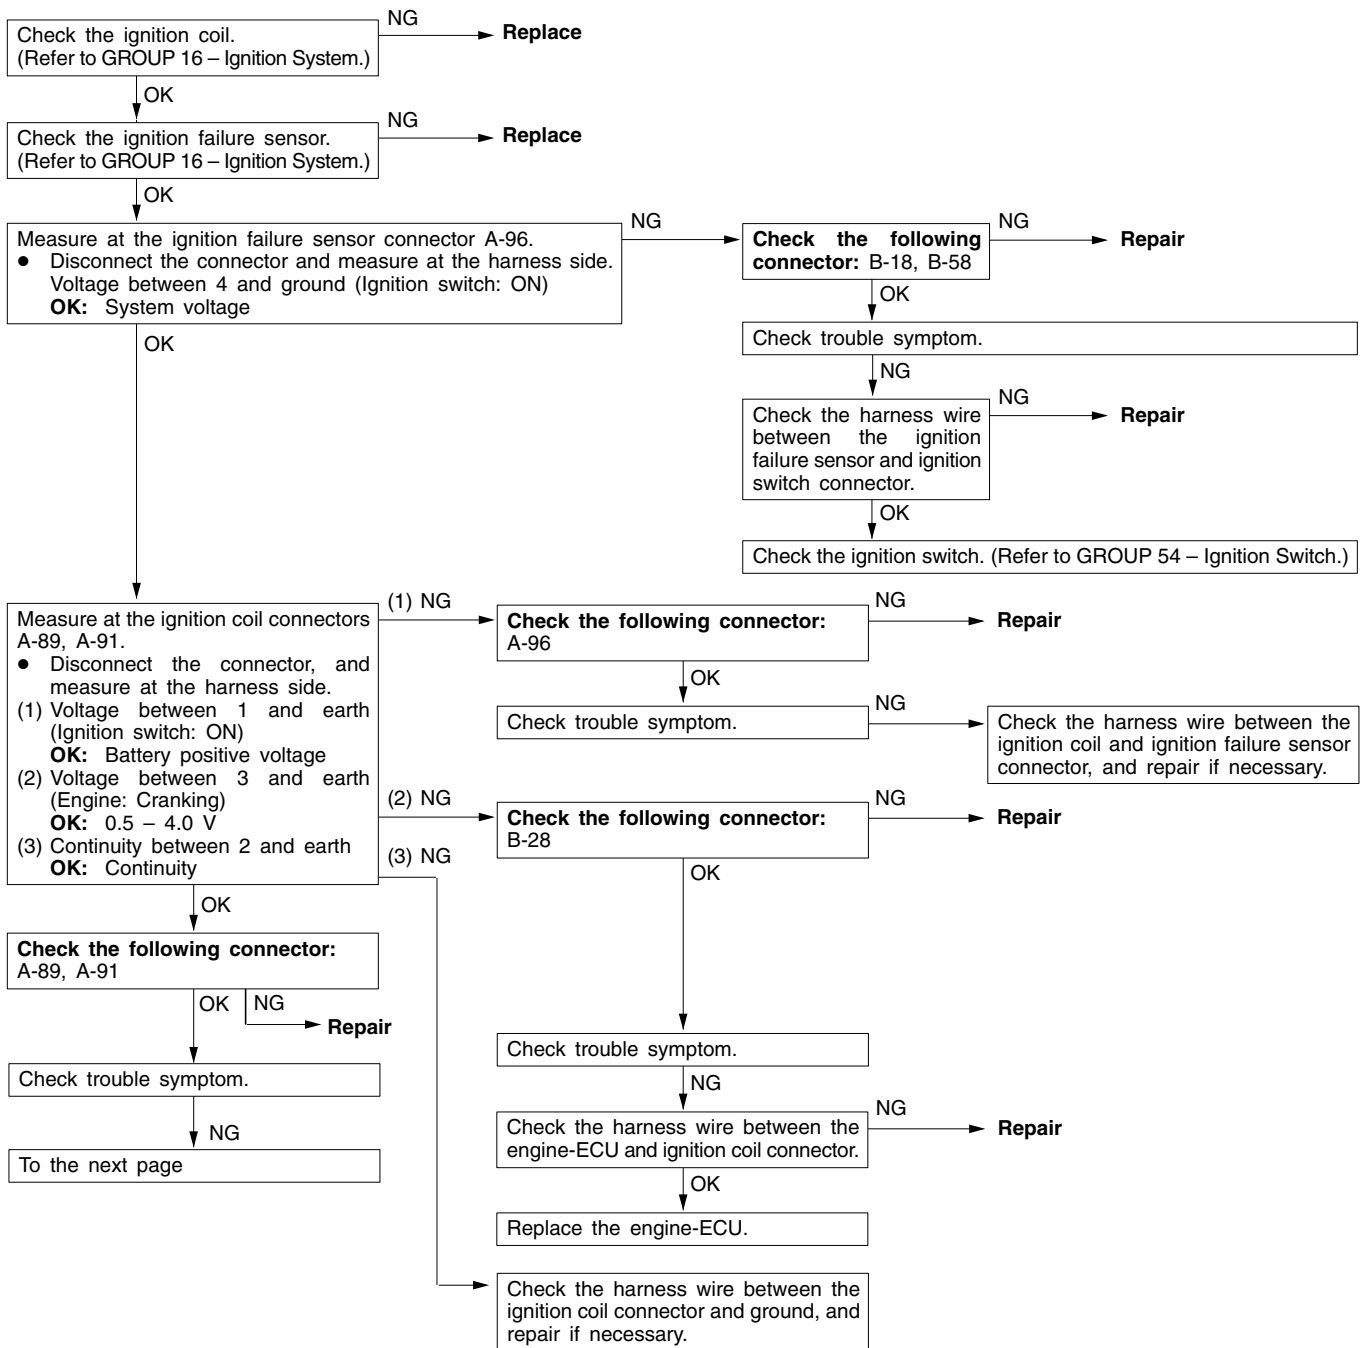 Check the ignition coil.
(Refer to GROUP 16 – Ignition System.)
NG
Replace
OK
Check the ignition failure sensor.
(Refer to GROUP 16 – Ignition System.)
NG
Replace
OK
Measure at the ignition failure sensor connector A-96.
● Disconnect the connector and measure at the harness side.
Voltage between 4 and ground (Ignition switch: ON)
OK: System voltage
NG
Check the following
connector: B-18, B-58
NG
Repair
OK
Check trouble symptom.
NG
Check the harness wire
between the ignition
failure sensor and ignition
switch connector.
NG
Repair
OK
Check the ignition switch. (Refer to GROUP 54 – Ignition Switch.)
OK
Measure at the ignition coil connectors
A-89, A-91.
● Disconnect the connector, and
measure at the harness side.
(1) Voltage between 1 and earth
(Ignition switch: ON)
OK: Battery positive voltage
(2) Voltage between 3 and earth
(Engine: Cranking)
OK: 0.5 – 4.0 V
(3) Continuity between 2 and earth
OK: Continuity
(1) NG
Check the following connector:
A-96
NG
Repair
OK
Check trouble symptom.
NG
Check the harness wire between the
ignition coil and ignition failure sensor
connector, and repair if necessary.
(2) NG
Check the following connector:
B-28
NG
Repair
OK
Check trouble symptom.
NG
Check the harness wire between the
engine-ECU and ignition coil connector.
NG
Repair
OK
Replace the engine-ECU.
(3) NG
Check the harness wire between the
ignition coil connector and ground, and
repair if necessary.
OK
Check the following connector:
A-89, A-91
OK
NG
Repair
Check trouble symptom.
NG
To the next page